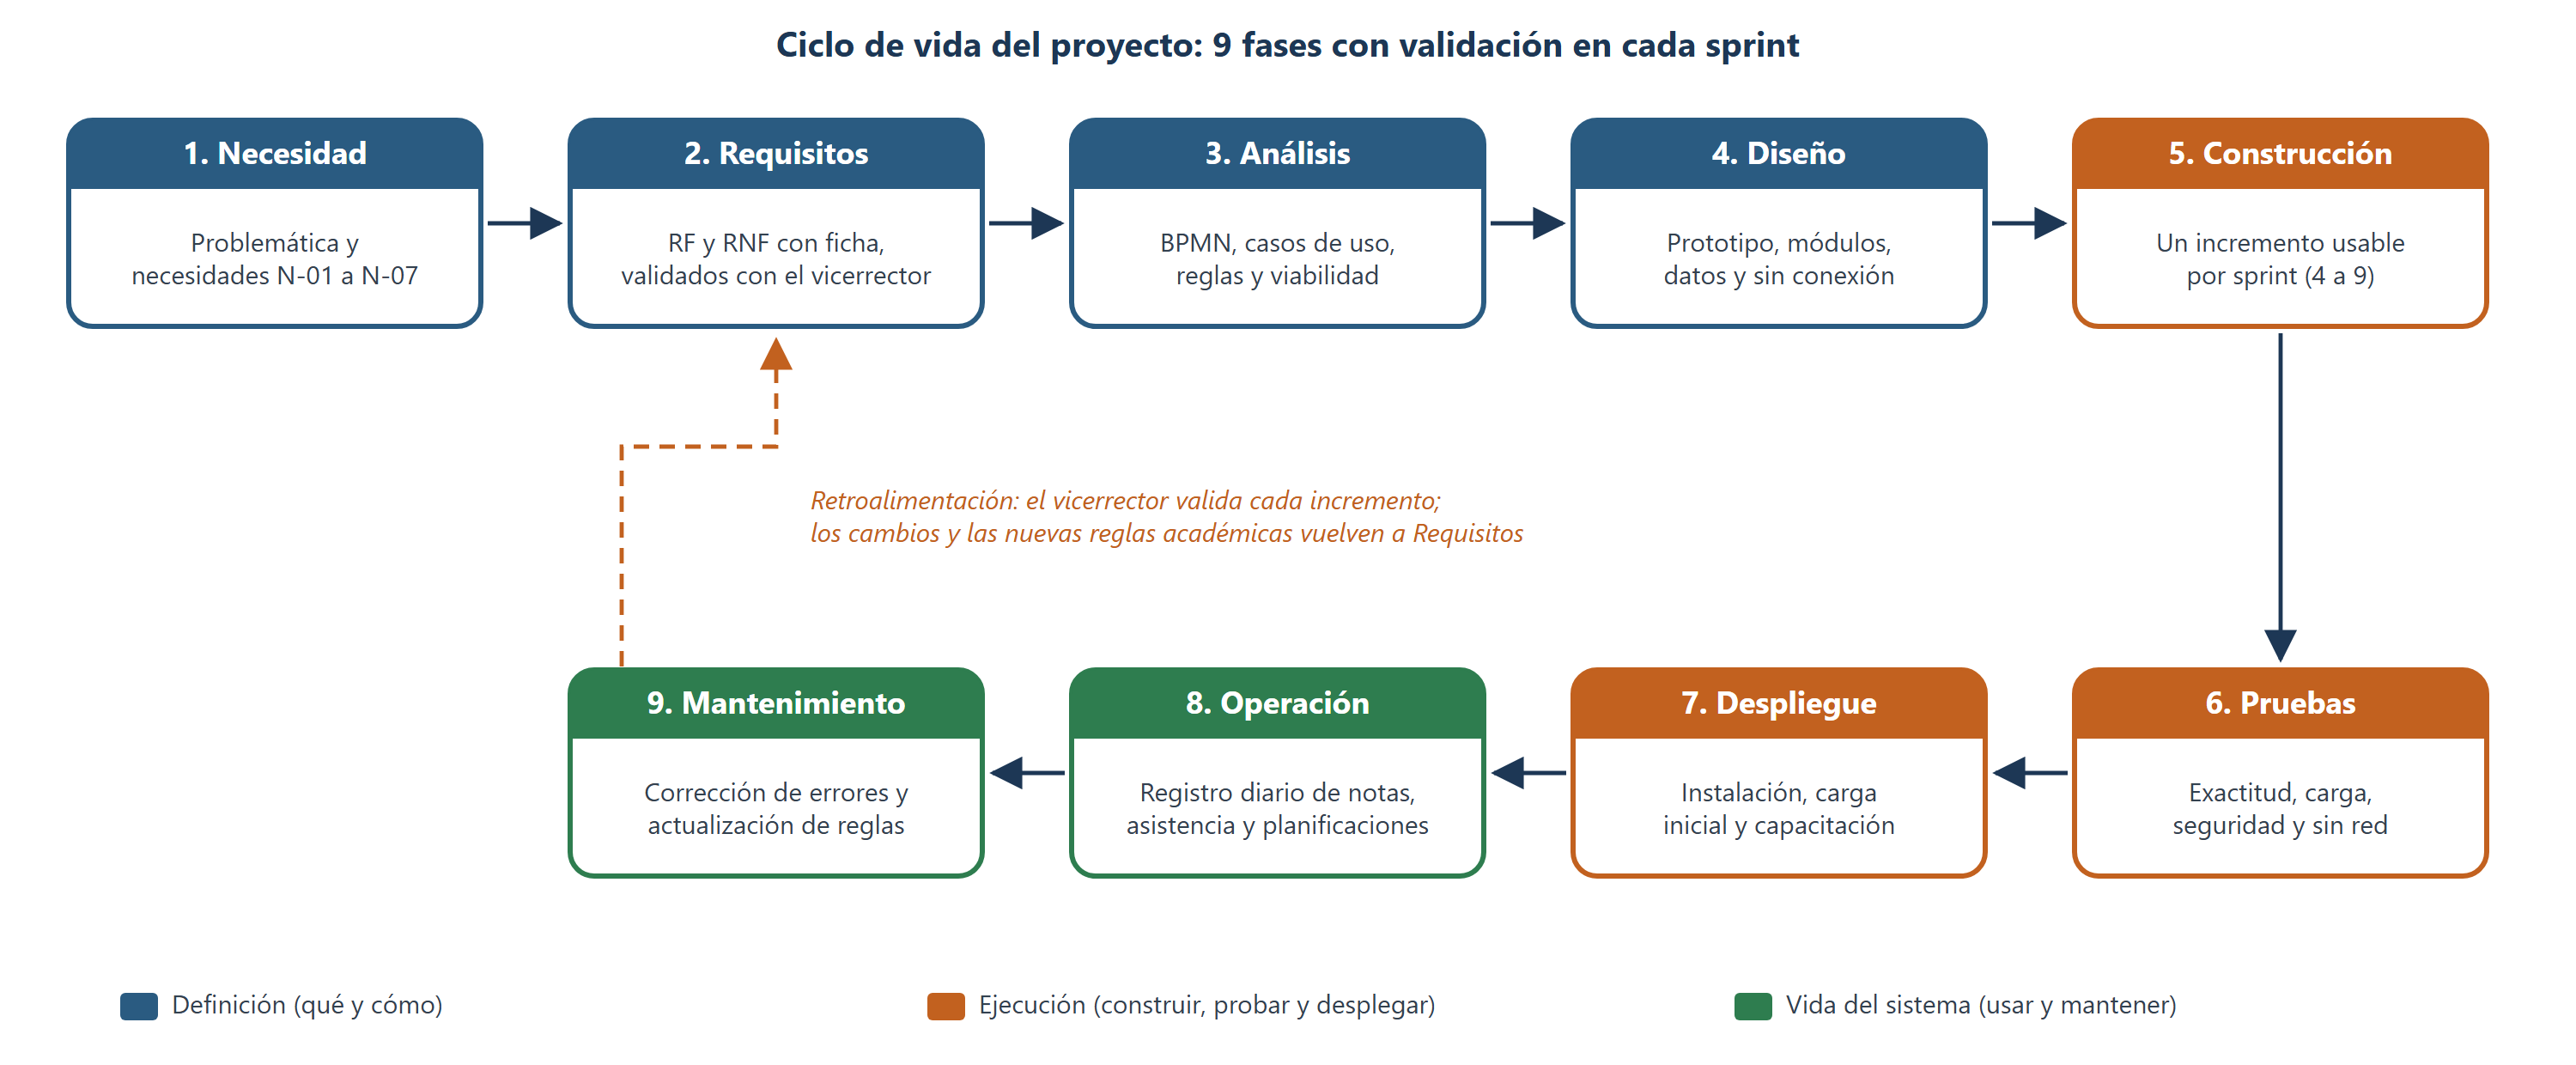 Ciclo de vida del proyecto: 9 fases con validación en cada sprint
1. Necesidad
Problemática y
necesidades N-01 a N-07
2. Requisitos
RF y RNF con ficha,
validados con el vicerrector
3. Análisis
BPMN, casos de uso,
reglas y viabilidad
4. Diseño
Prototipo, módulos,
datos y sin conexión
5. Construcción
Un incremento usable
por sprint (4 a 9)
Retroalimentación: el vicerrector valida cada incremento;
los cambios y las nuevas reglas académicas vuelven a Requisitos
9. Mantenimiento
Corrección de errores y
actualización de reglas
8. Operación
Registro diario de notas,
asistencia y planificaciones
7. Despliegue
Instalación, carga
inicial y capacitación
6. Pruebas
Exactitud, carga,
seguridad y sin red
Definición (qué y cómo)
Ejecución (construir, probar y desplegar)
Vida del sistema (usar y mantener)